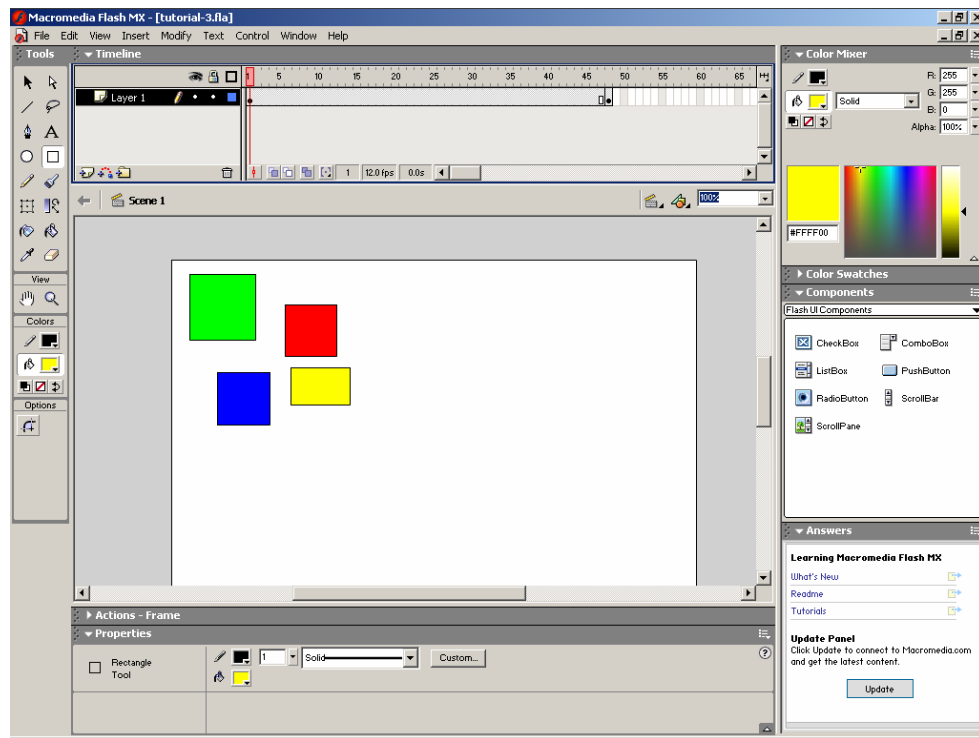 Macromedia Flash MX - [tutorial-3.fla]
File Edit View Insert Modify Text Control Window Help
Tools
Timeline
1 5 10 15 20 25 30 35 40 45 50 55 60 65
Layer 1
1 12.0 fps 0.0s
Scene 1
100%
View
Colors
Options
Color Mixer
R: 255
Solid
G: 255
B: 0
Alpha: 100%
#FFFF00
Color Swatches
Components
Flash UI Components
CheckBox ComboBox
ListBox PushButton
RadioButton ScrollBar
ScrollPane
Answers
Learning Macromedia Flash MX
What's New
Readme
Tutorials
Update Panel
Click Update to connect to Macromedia.com
and get the latest content.
Update
Actions - Frame
Properties
Rectangle
Tool
1 Solid Custom...